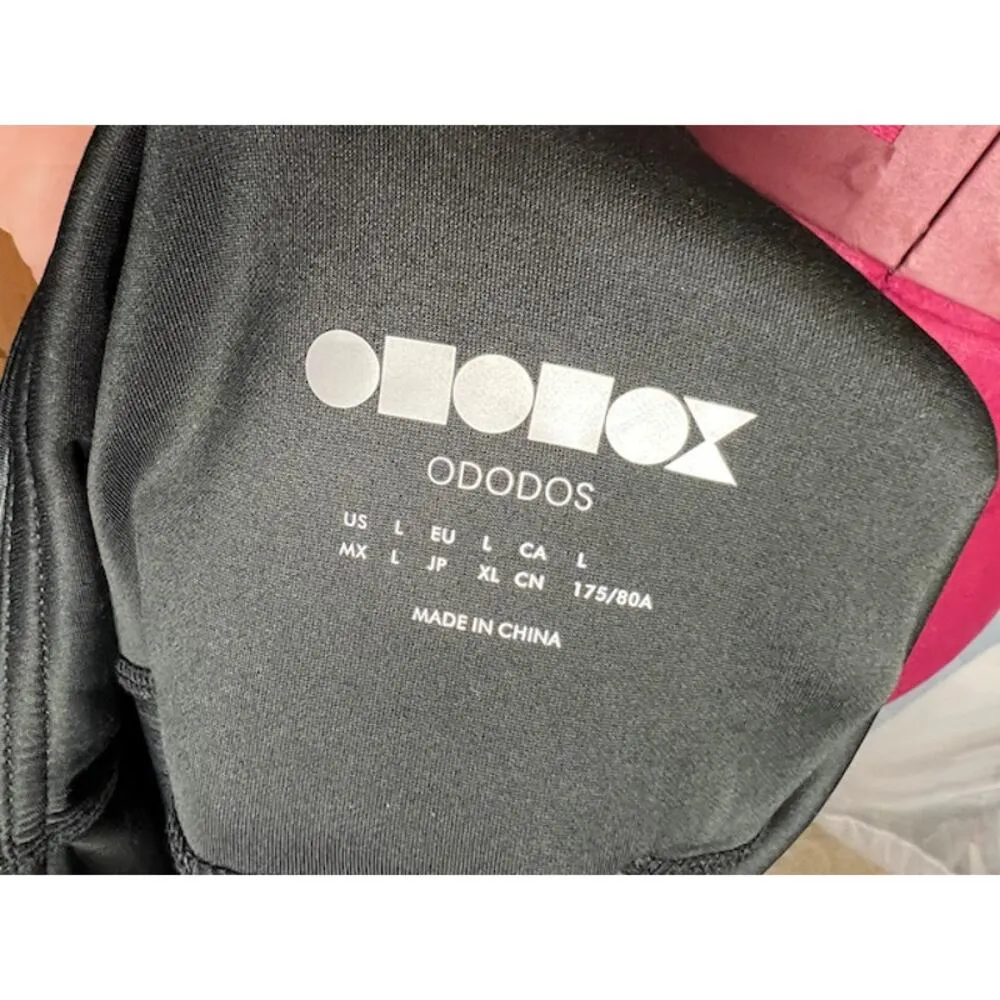 ODODOS
US L EU L CA L
MX L JP XL CN 175/80A
MADE IN CHINA